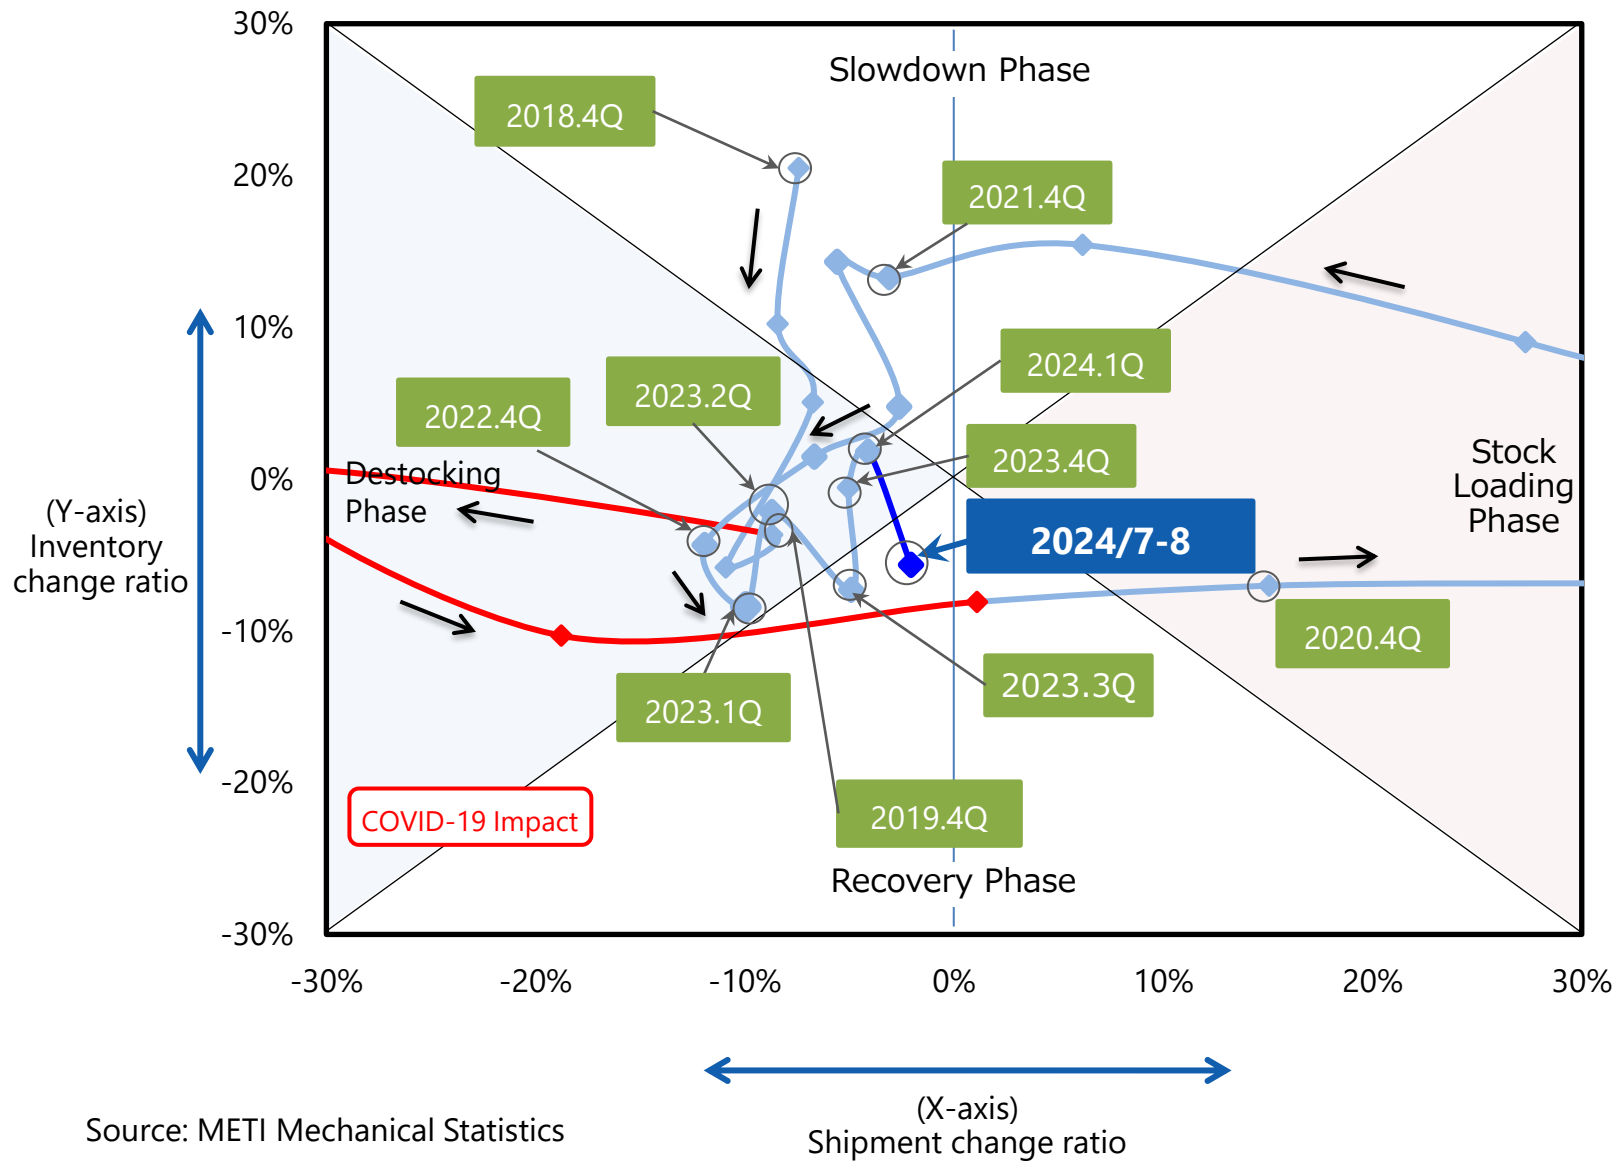 30%
Slowdown Phase
2018.4Q
20%
2021.4Q
10%
2024.1Q
2023.2Q
2022.4Q
2023.4Q
Stock
Loading
Phase
0%
Destocking
Phase
(Y-axis)
Inventory
change ratio
2024/7-8
-10%
2020.4Q
2023.3Q
2023.1Q
-20%
COVID-19 Impact
2019.4Q
Recovery Phase
-30%
-30%
-20%
-10%
0%
10%
20%
30%
(X-axis)
Shipment change ratio
Source: METI Mechanical Statistics